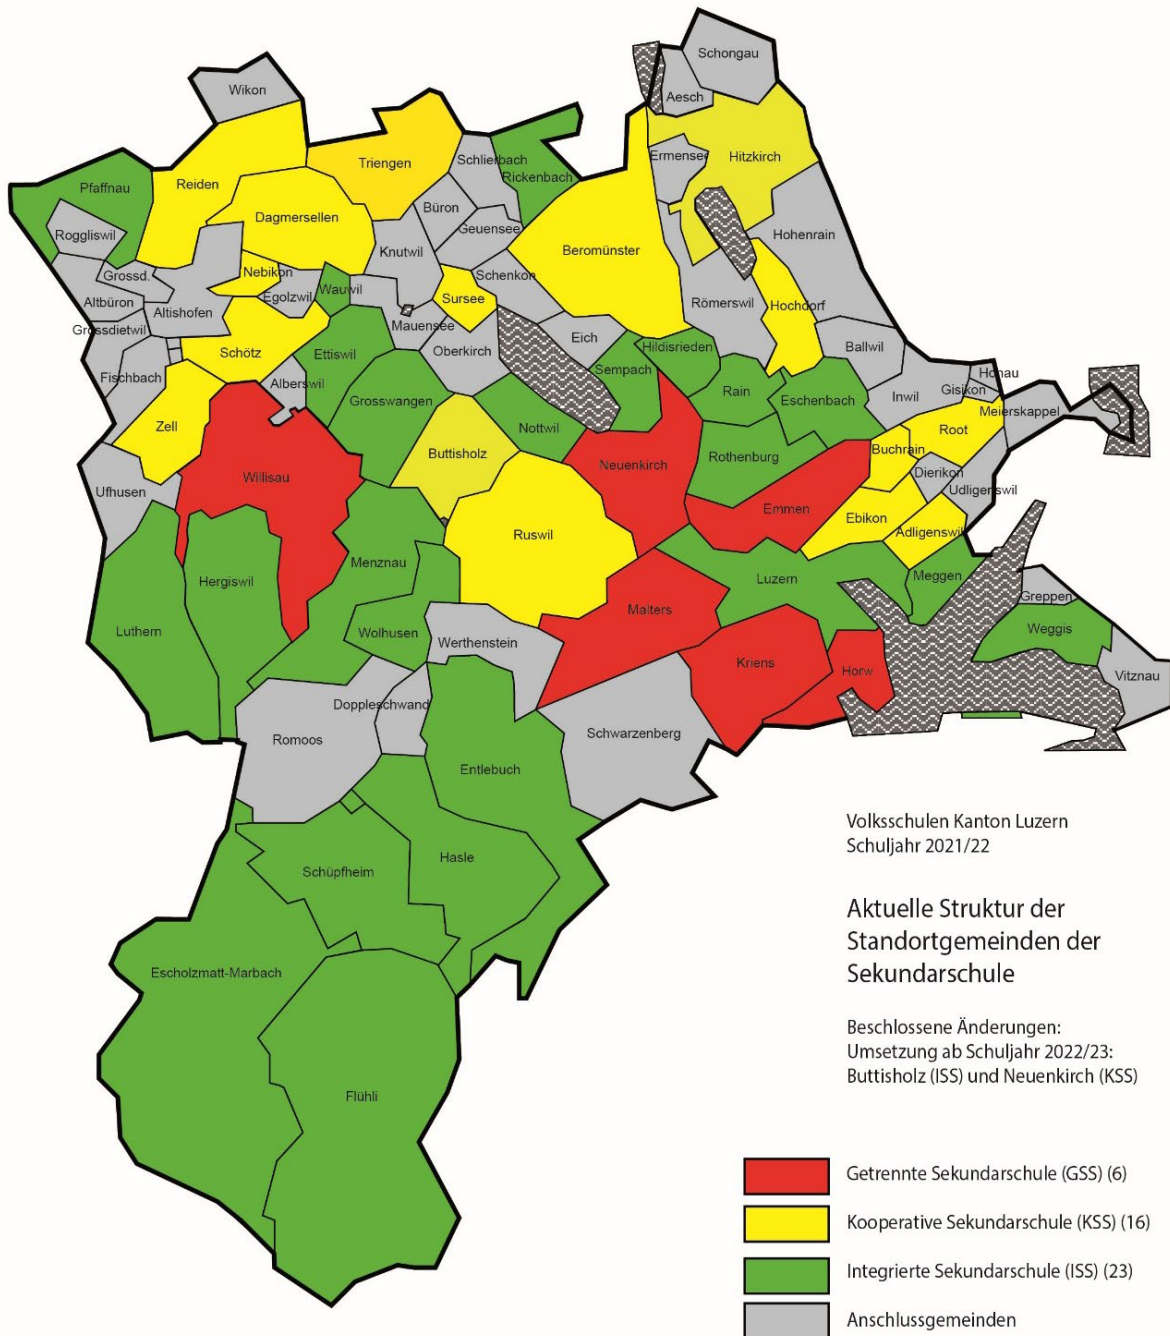 Schongau
Wikon
Aesch
Triengen
Schlierbach
Ermensee
Hitzkirch
Pfaffnau
Reiden
Rickenbach
Büron
Dagmersellen
Geuensee
Roggliswil
Hohenrain
Beromünster
Knutwil
Grossd.
Nebikon
Schenkon
Wauwil
Egolzwil
Sursee
Römerswil
Hochdorf
Altbüron
Altishofen
Mauensee
Grossdietwil
Eich
Hildisrieden
Ballwil
Schötz
Ettiswil
Oberkirch
Sempach
Honau
Fischbach
Alberswil
Gisikon
Rain
Inwil
Grosswangen
Eschenbach
Meierskappel
Zell
Nottwil
Root
Buttisholz
Buchrain
Neuenkirch
Rothenburg
Dierikon
Willisau
Ufhusen
Udligenswil
Emmen
Ebikon
Adligenswil
Ruswil
Menznau
Luzern
Meggen
Hergiswil
Greppen
Malters
Luthern
Wolhusen
Weggis
Werthenstein
Kriens
Horw
Vitznau
Doppleschwand
Schwarzenberg
Romoos
Entlebuch
Hasle
Schüpfheim
Escholzmatt-Marbach
Flühli
Volksschulen Kanton Luzern
Schuljahr 2021/22
Aktuelle Struktur der
Standortgemeinden der
Sekundarschule
Beschlossene Änderungen:
Umsetzung ab Schuljahr 2022/23:
Buttisholz (ISS) und Neuenkirch (KSS)
Getrennte Sekundarschule (GSS) (6)
Kooperative Sekundarschule (KSS) (16)
Integrierte Sekundarschule (ISS) (23)
Anschlussgemeinden